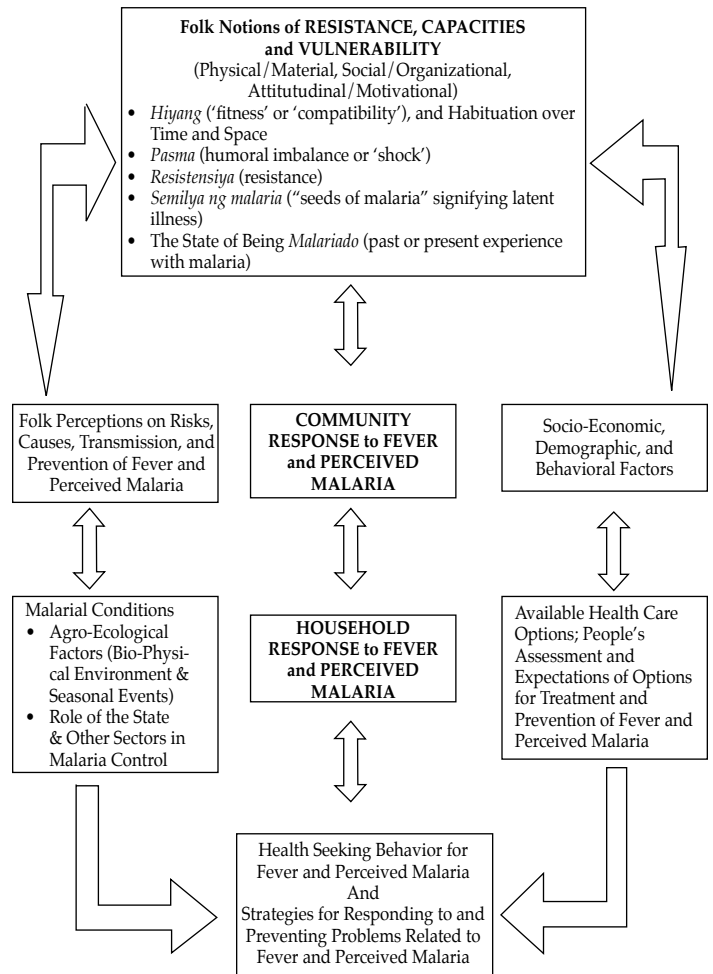 Folk Notions of RESISTANCE, CAPACITIES
and VULNERABILITY
(Physical/Material, Social/Organizational,
Attitutudinal/Motivational)
• Hiyang (‘fitness’ or ‘compatibility’), and Habituation over
Time and Space
• Pasma (humoral imbalance or ‘shock’)
• Resistensiya (resistance)
• Semilya ng malaria (“seeds of malaria” signifying latent
illness)
• The State of Being Malariado (past or present experience
with malaria)
Folk Perceptions on Risks,
Causes, Transmission, and
Prevention of Fever and
Perceived Malaria
COMMUNITY
RESPONSE to FEVER
and PERCEIVED
MALARIA
Socio-Economic,
Demographic, and
Behavioral Factors
Malarial Conditions
• Agro-Ecological
Factors (Bio-Physi-
cal Environment &
Seasonal Events)
• Role of the State
& Other Sectors in
Malaria Control
HOUSEHOLD
RESPONSE to FEVER
and PERCEIVED
MALARIA
Available Health Care
Options; People’s
Assessment and
Expectations of Options
for Treatment and
Prevention of Fever and
Perceived Malaria
Health Seeking Behavior for
Fever and Perceived Malaria
And
Strategies for Responding to and
Preventing Problems Related to
Fever and Perceived Malaria